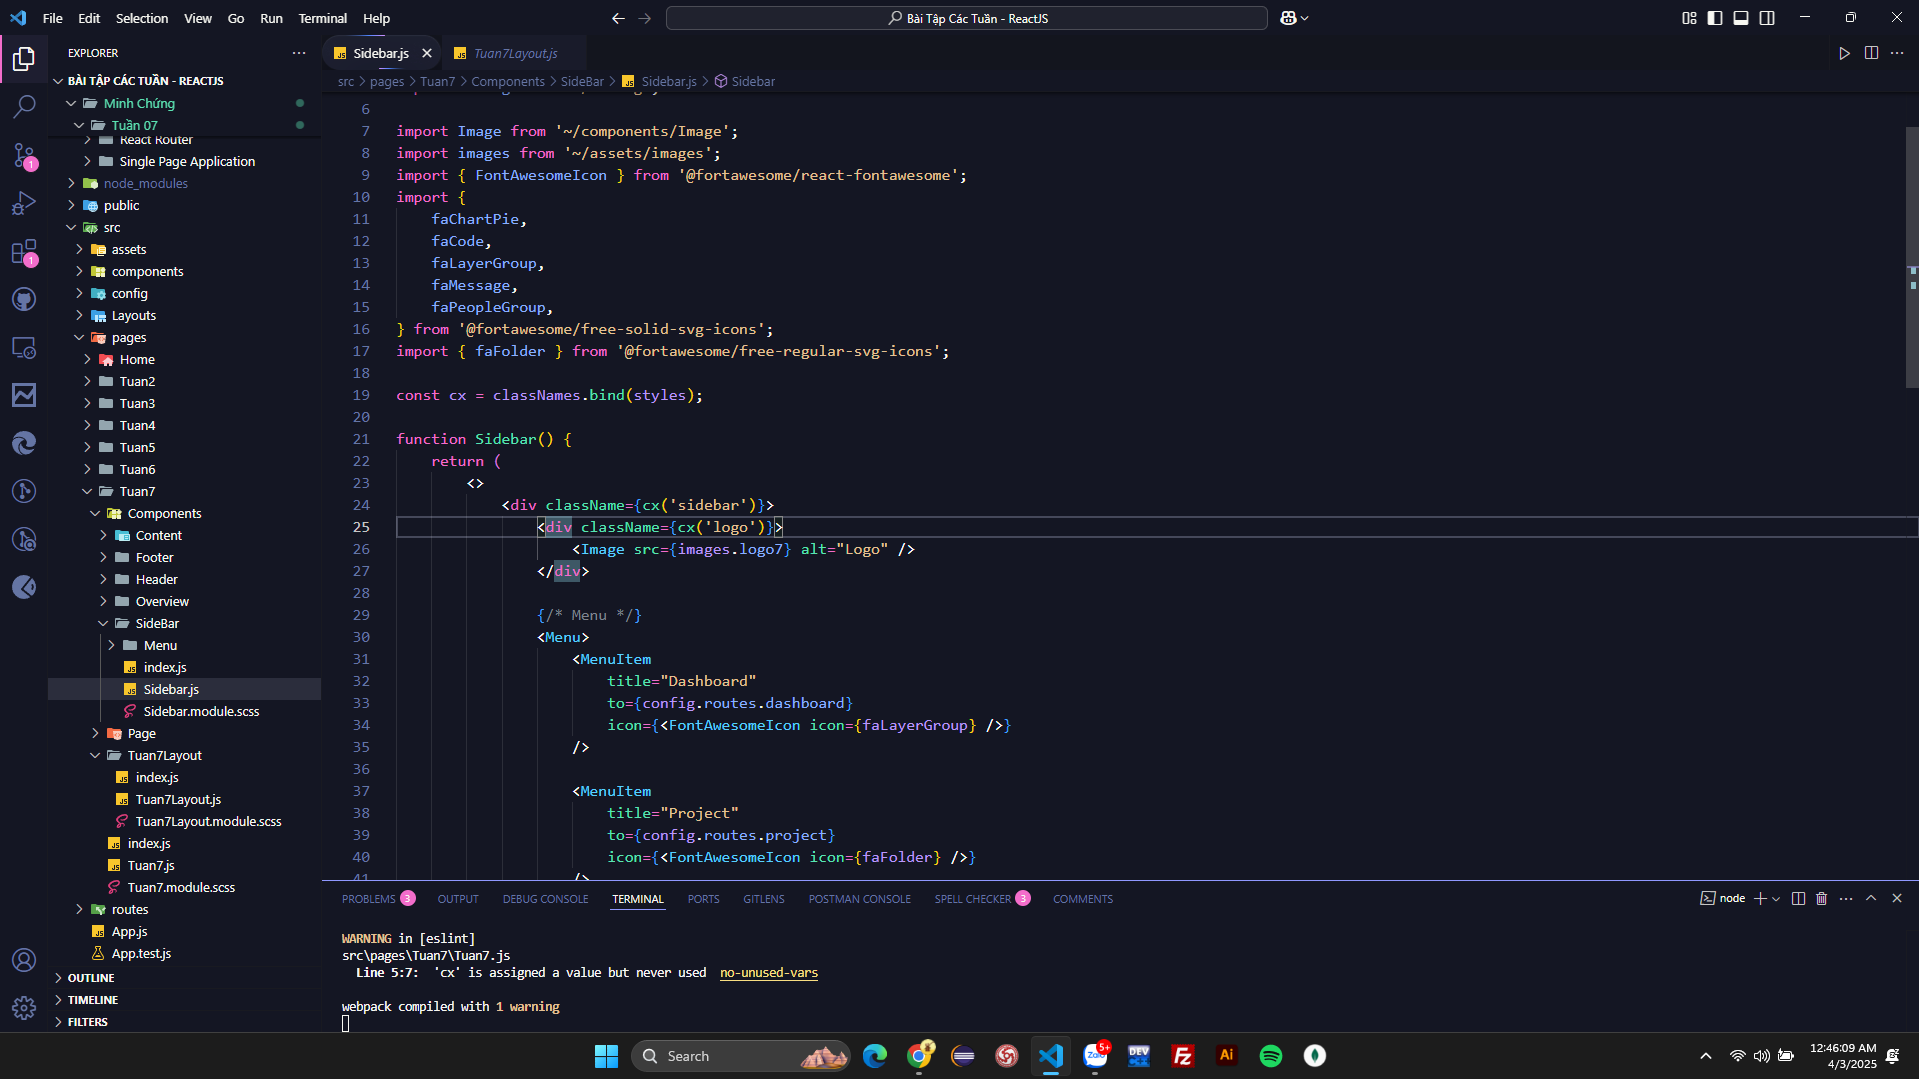 File Edit Selection View Go Run Terminal Help
Bài Tập Các Tuần - ReactJS
EXPLORER
BÀI TẬP CÁC TUẦN - REACTJS
Minh Chứng
Tuần 07
React Router
Single Page Application
node_modules
public
src
assets
components
config
Layouts
pages
Home
Tuan2
Tuan3
Tuan4
Tuan5
Tuan6
Tuan7
Components
Content
Footer
Header
Overview
SideBar
Menu
index.js
Sidebar.js
Sidebar.module.scss
Page
Tuan7Layout
index.js
Tuan7Layout.js
Tuan7Layout.module.scss
index.js
Tuan7.js
Tuan7.module.scss
routes
App.js
App.test.js
OUTLINE
TIMELINE
FILTERS
1
1
Sidebar.js Tuan7Layout.js
src > pages > Tuan7 > Components > SideBar > Sidebar.js > Sidebar
6
7 import Image from '~/components/Image';
8 import images from '~/assets/images';
9 import { FontAwesomeIcon } from '@fortawesome/react-fontawesome';
10 import {
11 faChartPie,
12 faCode,
13 faLayerGroup,
14 faMessage,
15 faPeopleGroup,
16 } from '@fortawesome/free-solid-svg-icons';
17 import { faFolder } from '@fortawesome/free-regular-svg-icons';
18
19 const cx = classNames.bind(styles);
20
21 function Sidebar() {
22 return (
23 <>
24 <div className={cx('sidebar')}>
25 <div className={cx('logo')}>
26 <Image src={images.logo7} alt="Logo" />
27 </div>
28
29 {/* Menu */}
30 <Menu>
31 <MenuItem
32 title="Dashboard"
33 to={config.routes.dashboard}
34 icon={<FontAwesomeIcon icon={faLayerGroup} />}
35 />
36
37 <MenuItem
38 title="Project"
39 to={config.routes.project}
40 icon={<FontAwesomeIcon icon={faFolder} />}
41 />
PROBLEMS 3 OUTPUT DEBUG CONSOLE TERMINAL PORTS GITLENS POSTMAN CONSOLE SPELL CHECKER 3 COMMENTS
node
WARNING in [eslint]
src\pages\Tuan7\Tuan7.js
Line 5:7: 'cx' is assigned a value but never used no-unused-vars
webpack compiled with 1 warning
Search
Zalo
5+
DEV
Fz
Ai
12:46:09 AM
4/3/2025